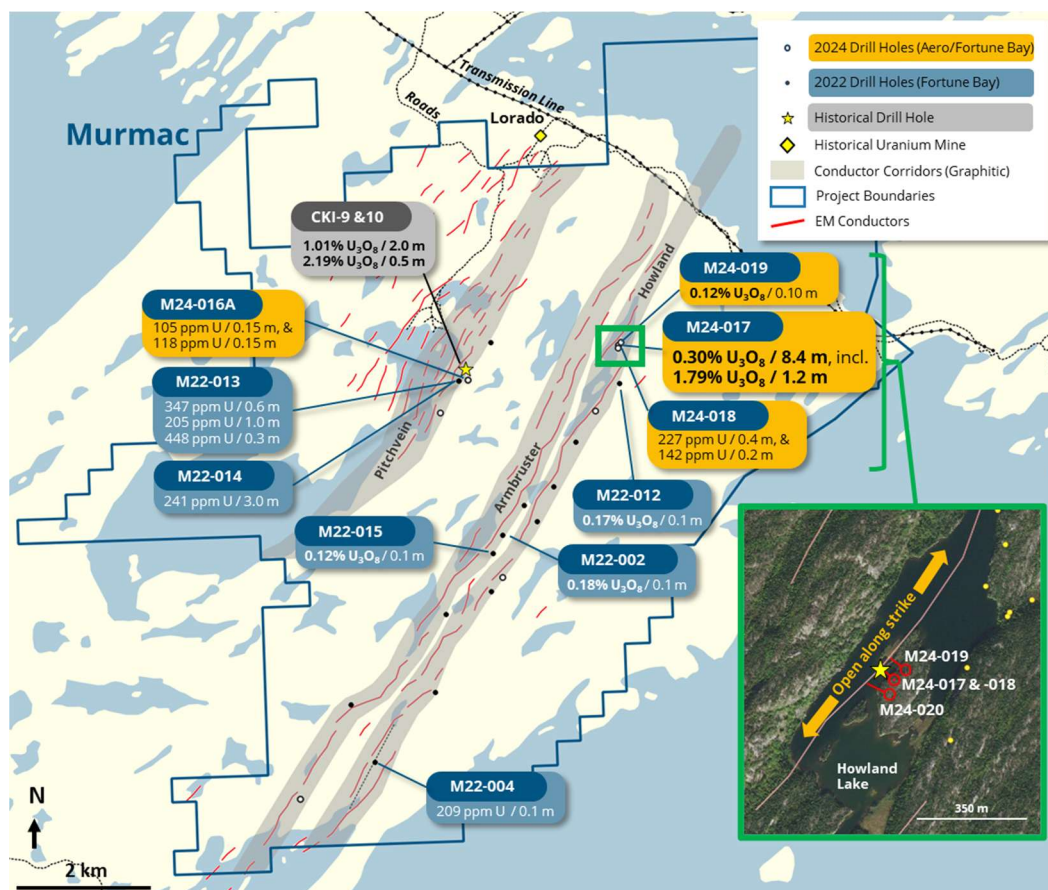 Murmac
Transmission Line
Roads
Lorado
2024 Drill Holes (Aero/Fortune Bay)
2022 Drill Holes (Fortune Bay)
Historical Drill Hole
Historical Uranium Mine
Conductor Corridors (Graphitic)
Project Boundaries
EM Conductors
CKI-9 &10
1.01% U₃O₈ / 2.0 m
2.19% U₃O₈ / 0.5 m
Howland
M24-019
0.12% U₃O₈ / 0.10 m
M24-016A
105 ppm U / 0.15 m, &
118 ppm U / 0.15 m
M24-017
0.30% U₃O₈ / 8.4 m, incl.
1.79% U₃O₈ / 1.2 m
M22-013
347 ppm U / 0.6 m
205 ppm U / 1.0 m
448 ppm U / 0.3 m
M24-018
227 ppm U / 0.4 m, &
142 ppm U / 0.2 m
Pitchvein
Armbruster
M22-014
241 ppm U / 3.0 m
M22-012
0.17% U₃O₈ / 0.1 m
M22-015
0.12% U₃O₈ / 0.1 m
M22-002
0.18% U₃O₈ / 0.1 m
Open along strike
M24-019
M24-017 & -018
M24-020
Howland
Lake
350 m
M22-004
209 ppm U / 0.1 m
N
2 km